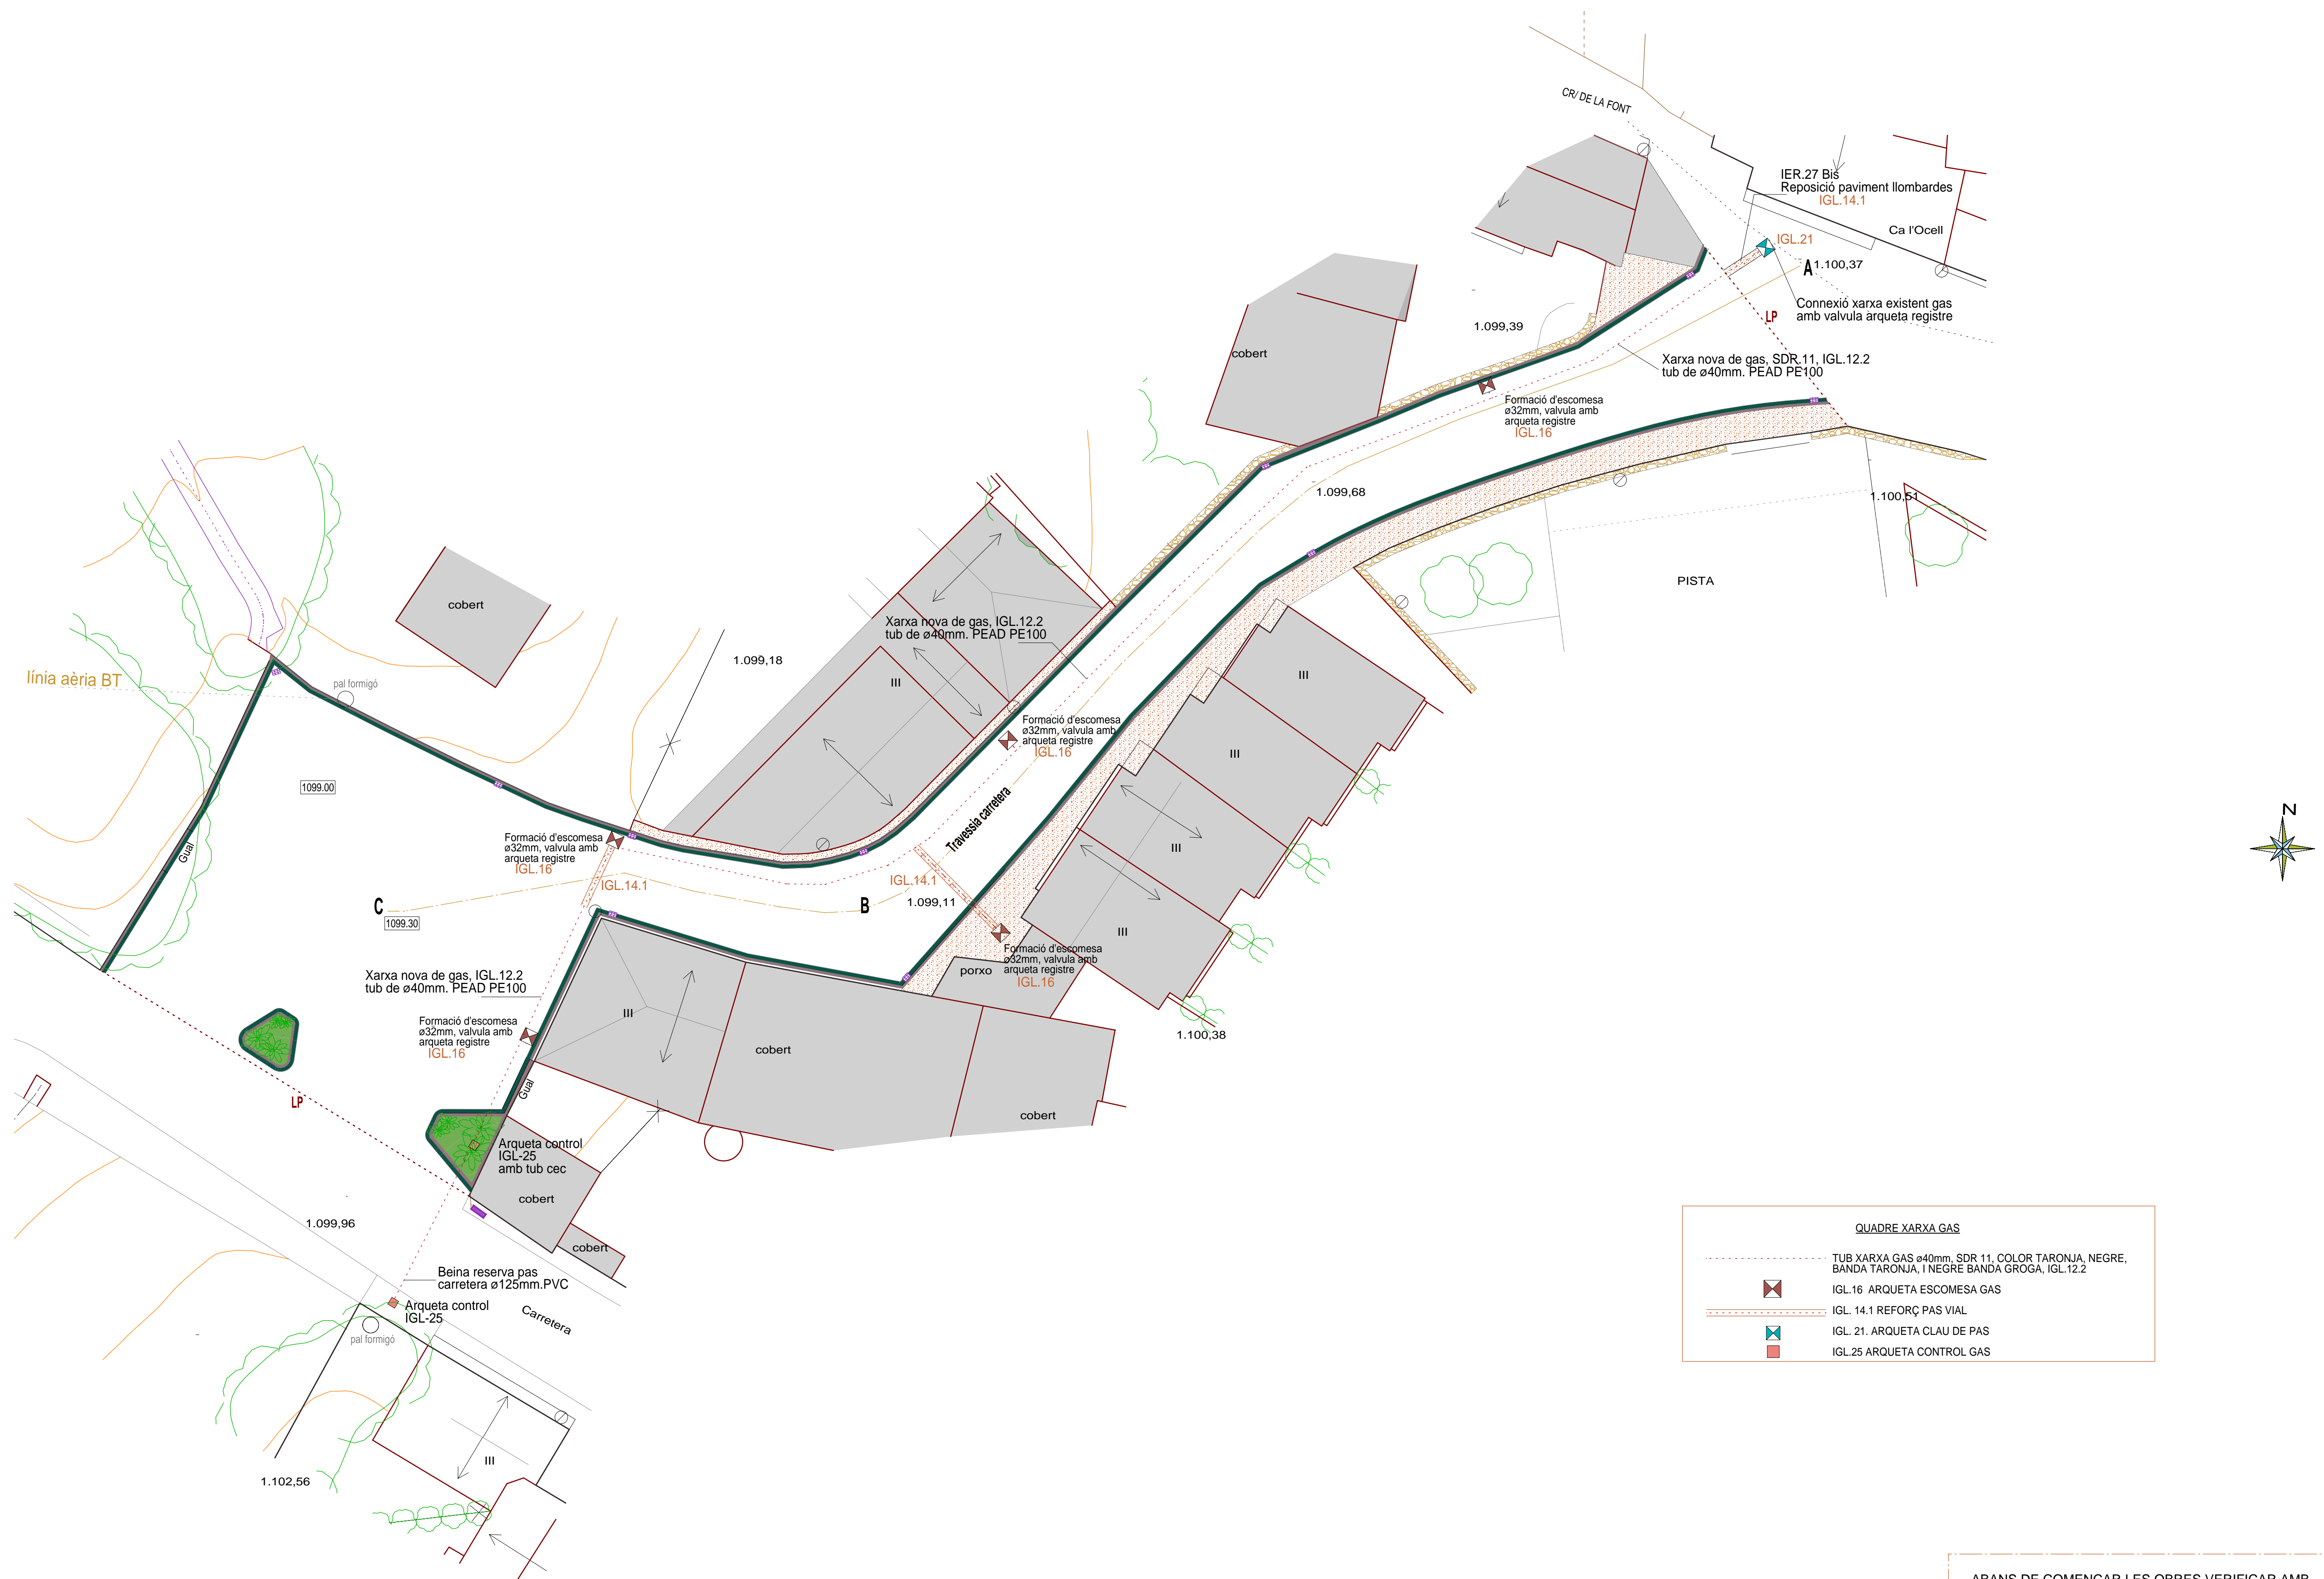 CR/ DE LA FONT
IER.27 Bis
Reposició paviment llombardes
IGL.14.1
Ca l'Ocell
IGL.21
A
1.100,37
Connexió xarxa existent gas
amb valvula arqueta registre
LP
1.099,39
cobert
Xarxa nova de gas, SDR.11, IGL.12.2
tub de ø40mm. PEAD PE100
Formació d'escomesa
ø32mm, valvula amb
arqueta registre
IGL.16
1.099,68
1.100,51
PISTA
cobert
Xarxa nova de gas, IGL.12.2
tub de ø40mm. PEAD PE100
1.099,18
línia aèria BT
pal formigó
III
III
III
III
III
Formació d'escomesa
ø32mm, valvula amb
arqueta registre
IGL.16
1099.00
Travessia carretera
Gual
Formació d'escomesa
ø32mm, valvula amb
arqueta registre
IGL.16
IGL.14.1
IGL.14.1
C
1099.30
B
1.099,11
Formació d'escomesa
ø32mm, valvula amb
arqueta registre
IGL.16
porxo
Xarxa nova de gas, IGL.12.2
tub de ø40mm. PEAD PE100
III
Formació d'escomesa
ø32mm, valvula amb
arqueta registre
IGL.16
1.100,38
cobert
Gual
LP
cobert
Arqueta control
IGL-25
amb tub cec
cobert
1.099,96
cobert
Beina reserva pas
carretera ø125mm.PVC
Arqueta control
IGL-25
Carretera
pal formigó
III
1.102,56
N
QUADRE XARXA GAS
TUB XARXA GAS ø40mm, SDR 11, COLOR TARONJA, NEGRE,
BANDA TARONJA, I NEGRE BANDA GROGA, IGL.12.2
IGL.16 ARQUETA ESCOMESA GAS
IGL. 14.1 REFORÇ PAS VIAL
IGL. 21. ARQUETA CLAU DE PAS
IGL.25 ARQUETA CONTROL GAS
ABANS DE COMENÇAR LES OBRES VERIFICAR AMB